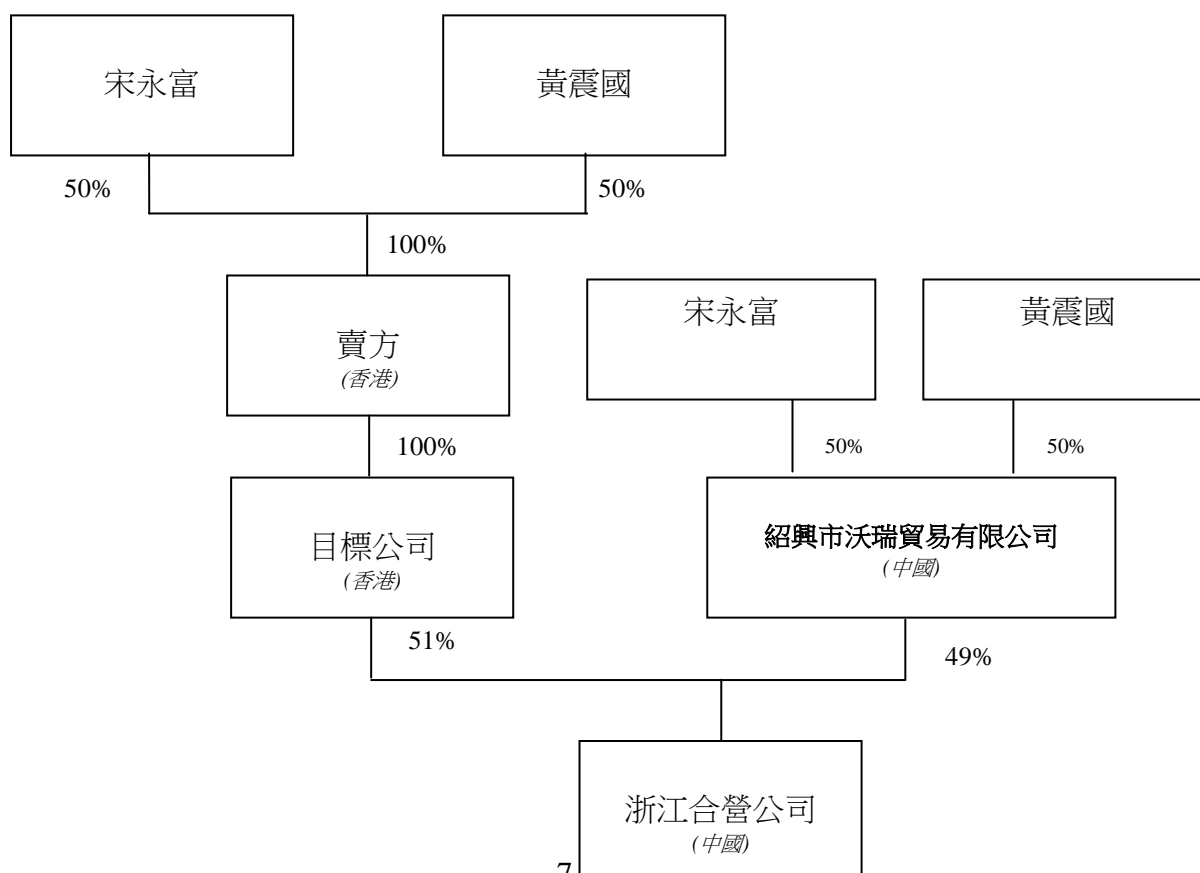 宋永富
黃震國
50%
50%
100%
賣方
(香港)
宋永富
黃震國
100%
50%
50%
目標公司
(香港)
紹興市沃瑞貿易有限公司
(中國)
51%
49%
浙江合營公司
(中國)
7